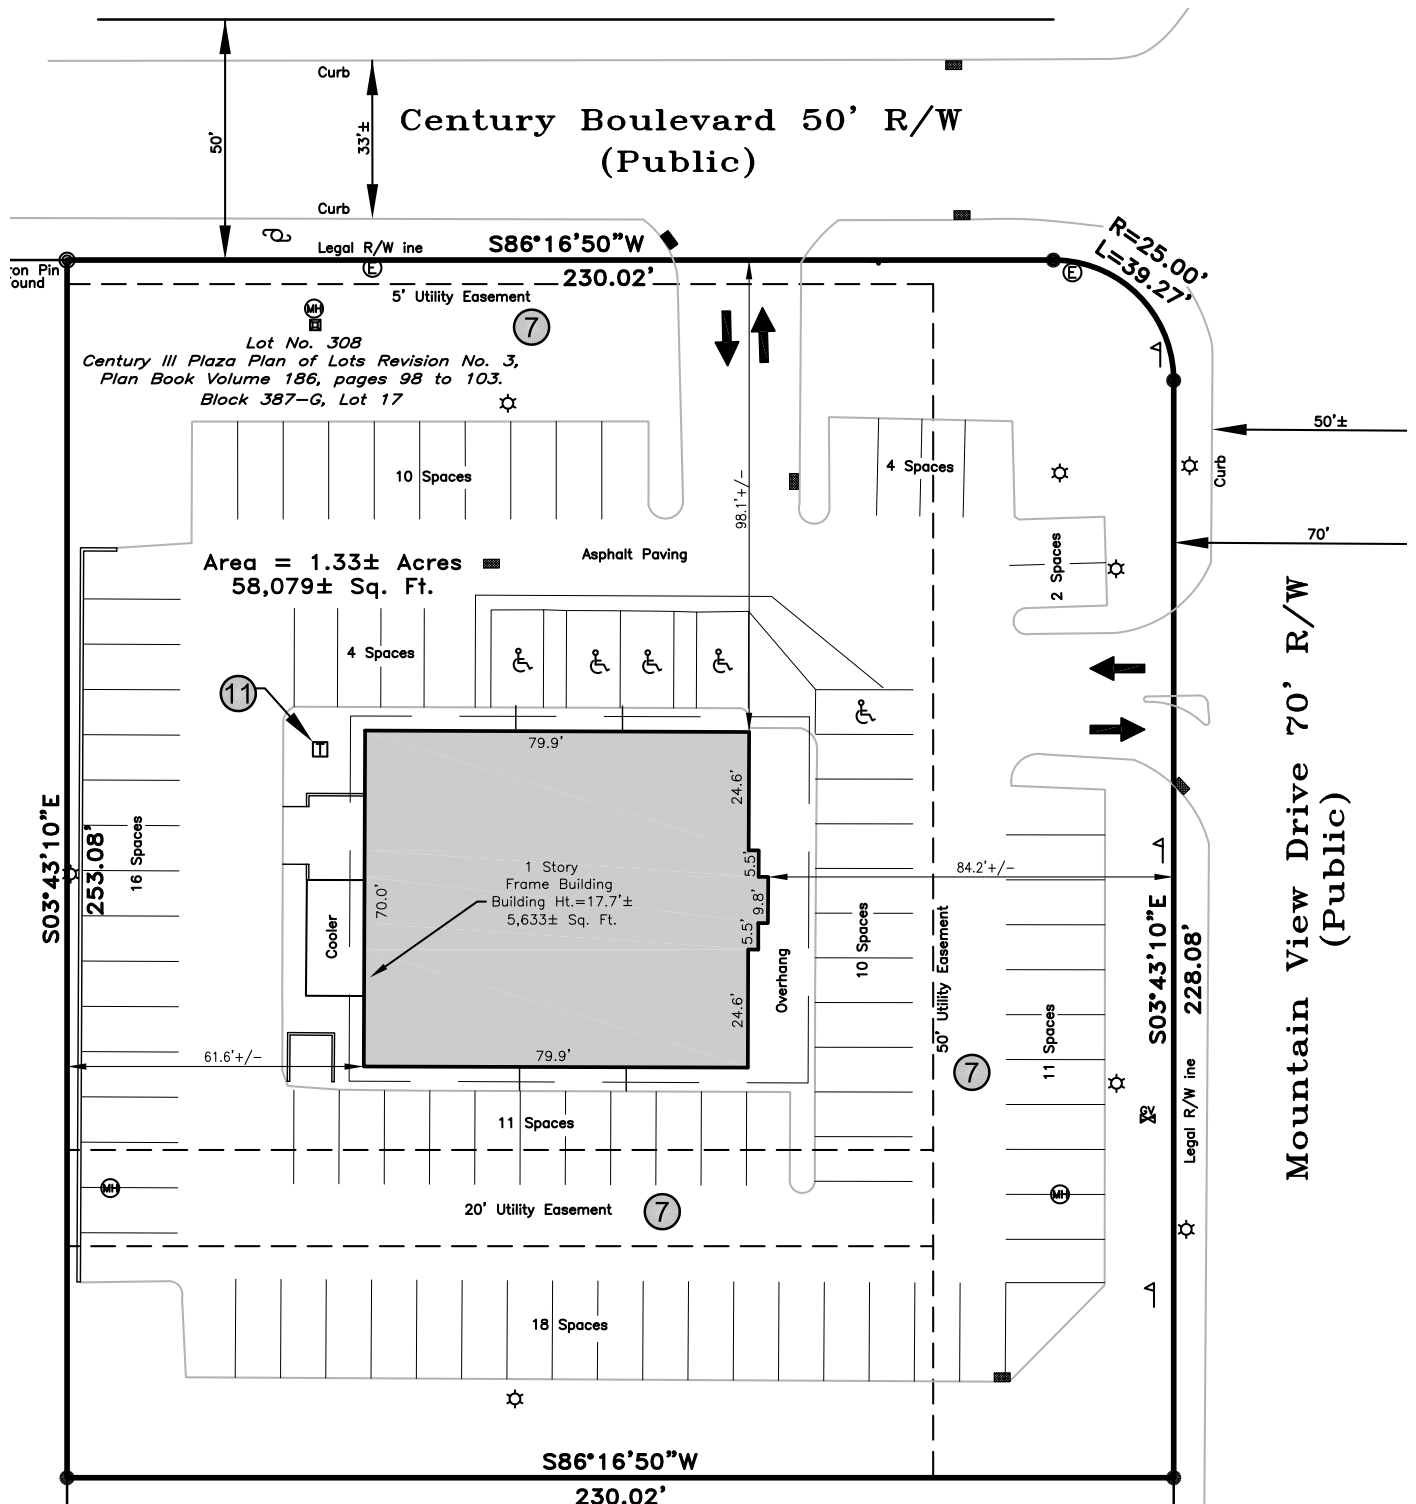 Curb
50'
33'±
Century Boulevard 50' R/W
(Public)
Curb
Legal R/W ine
S86°16'50"W
230.02'
R=25.00'
L=39.27'
on Pin
ound
E
E
5' Utility Easement
MH
7
Lot No. 308
Century III Plaza Plan of Lots Revision No. 3,
Plan Book Volume 186, pages 98 to 103.
Block 387-G, Lot 17
50'±
Curb
10 Spaces
4 Spaces
98.1'+/-
70'
Asphalt Paving
Area = 1.33± Acres
58,079± Sq. Ft.
2 Spaces
4 Spaces
11
T
79.9'
24.6'
S03°43'10"E
253.08'
16 Spaces
Mountain View Drive 70' R/W
(Public)
1 Story
Frame Building
Building Ht.=17.7'±
5,633± Sq. Ft.
70.0'
5.5'
9.8'
5.5'
84.2'+/-
Cooler
10 Spaces
50' Utility Easement
S03°43'10"E
228.08'
Overhang
24.6'
11 Spaces
61.6'+/-
79.9'
7
Legal R/W ine
11 Spaces
MH
MH
20' Utility Easement
7
18 Spaces
S86°16'50"W
230.02'